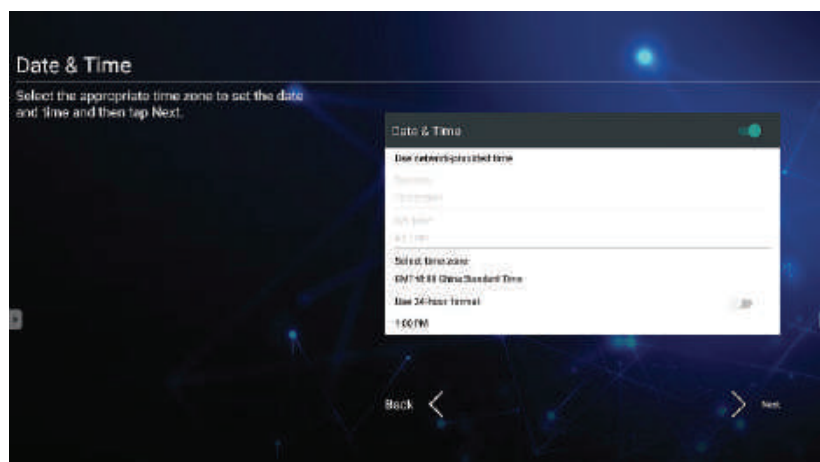 Date & Time
Select the appropriate time zone to set the date
and time and then tap Next.
Date & Time
Use network-provided time
Select time zone
China Standard Time
Use 24-hour format
1:00 PM
Back
Next